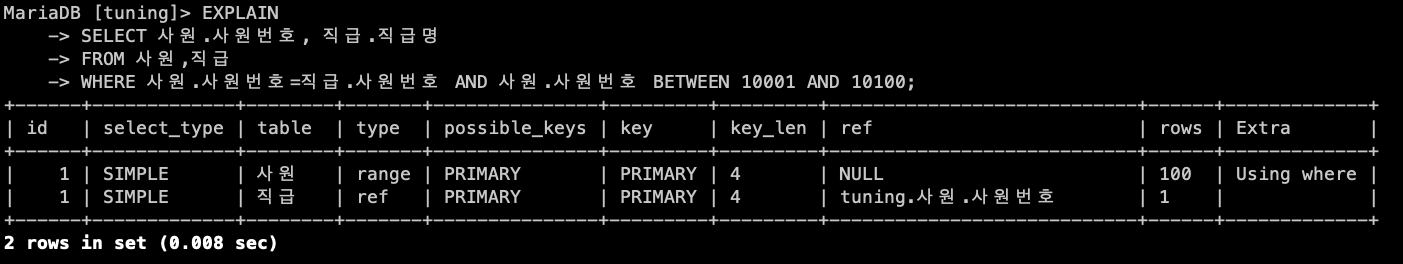 MariaDB [tuning]> EXPLAIN
    -> SELECT 사원.사원번호, 직급.직급명
    -> FROM 사원,직급
    -> WHERE 사원.사원번호=직급.사원번호 AND 사원.사원번호 BETWEEN 10001 AND 10100;
+------+-------------+--------+-------+---------------+---------+---------+----------------------------+------+-------------+
| id   | select_type | table  | type  | possible_keys | key     | key_len | ref                        | rows | Extra       |
+------+-------------+--------+-------+---------------+---------+---------+----------------------------+------+-------------+
|    1 | SIMPLE      | 사원   | range | PRIMARY       | PRIMARY | 4       | NULL                       | 100  | Using where |
|    1 | SIMPLE      | 직급   | ref   | PRIMARY       | PRIMARY | 4       | tuning.사원.사원번호       | 1    |             |
+------+-------------+--------+-------+---------------+---------+---------+----------------------------+------+-------------+
2 rows in set (0.008 sec)